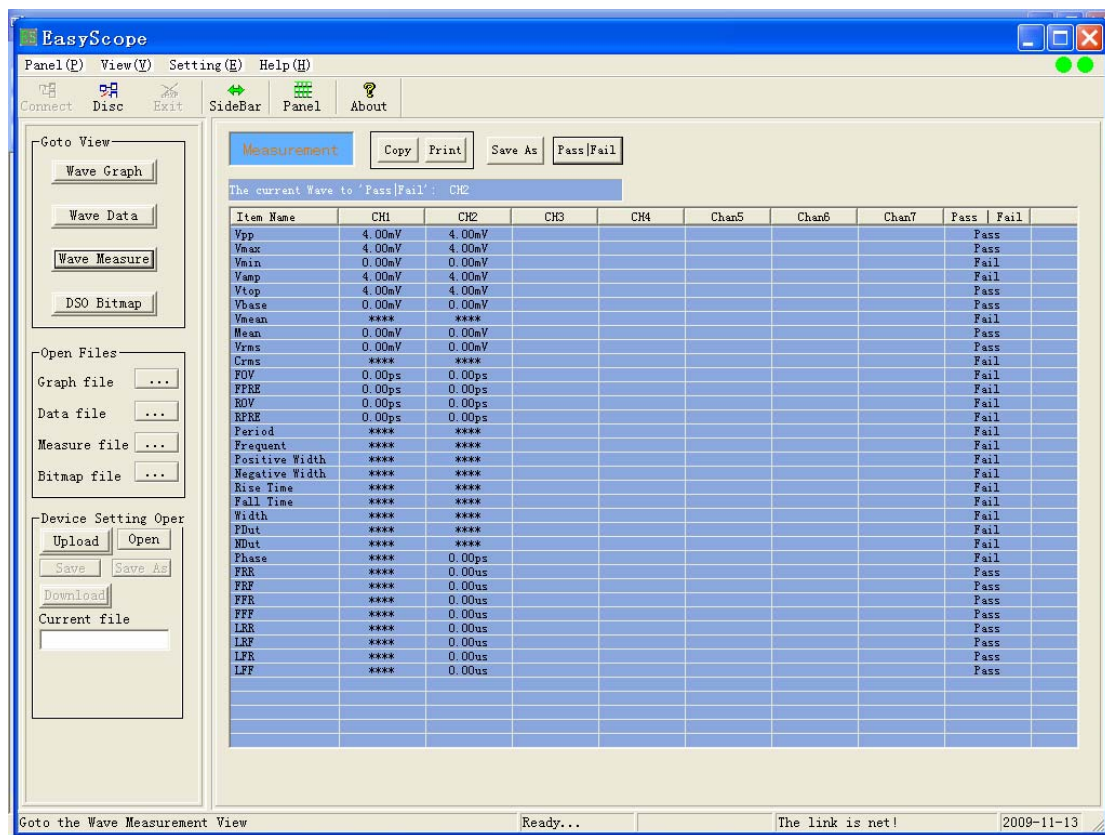 EasyScope
Panel(P) View(V) Setting(E) Help(H)
Connect Disc Exit SideBar Panel About
Goto View
Wave Graph
Wave Data
Wave Measure
DSO Bitmap
Open Files
Graph file ...
Data file ...
Measure file ...
Bitmap file ...
Device Setting Oper
Upload Open
Save Save As
Download
Current file
Measurement Copy Print Save As Pass|Fail
The current Wave to 'Pass|Fail': CH2
Item Name CH1 CH2 CH3 CH4 Chan5 Chan6 Chan7 Pass | Fail
Vpp 4.00mV 4.00mV Pass
Vmax 4.00mV 4.00mV Pass
Vmin 0.00mV 0.00mV Fail
Vamp 4.00mV 4.00mV Fail
Vtop 4.00mV 4.00mV Pass
Vbase 0.00mV 0.00mV Pass
Vmean **** **** Fail
Mean 0.00mV 0.00mV Pass
Vrms 0.00mV 0.00mV Pass
Crms **** **** Fail
FOV 0.00ps 0.00ps Fail
FPRE 0.00ps 0.00ps Fail
ROV 0.00ps 0.00ps Fail
RPRE 0.00ps 0.00ps Fail
Period **** **** Fail
Frequent **** **** Fail
Positive Width **** **** Fail
Negative Width **** **** Fail
Rise Time **** **** Fail
Fall Time **** **** Fail
Width **** **** Fail
PDut **** **** Fail
NDut **** **** Fail
Phase **** 0.00ps Fail
FRR **** 0.00us Pass
FRF **** 0.00us Pass
FFR **** 0.00us Pass
FFF **** 0.00us Pass
LRR **** 0.00us Pass
LRF **** 0.00us Pass
LFR **** 0.00us Pass
LFF **** 0.00us Pass
Goto the Wave Measurement View Ready... The link is net! 2009-11-13